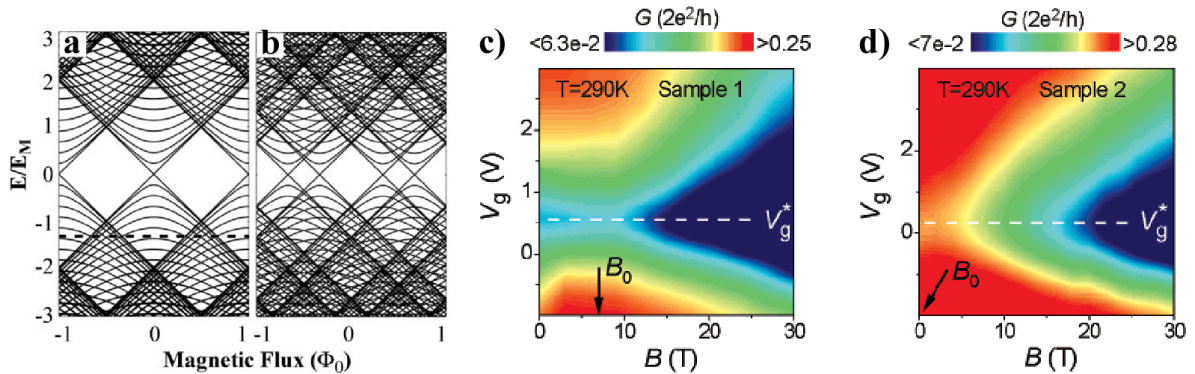 a
b
3
2
1
0
-1
-2
-3
E/E_M
-1
0
1
-1
0
1
Magnetic Flux (Φ₀)
c)
G (2e²/h)
<6.3e-2
>0.25
T=290K Sample 1
V_g (V)
2
1
0
V_g*
B₀
0
10
20
30
B (T)
d)
G (2e²/h)
<7e-2
>0.28
T=290K Sample 2
V_g (V)
2
0
V_g*
B₀
0
10
20
30
B (T)